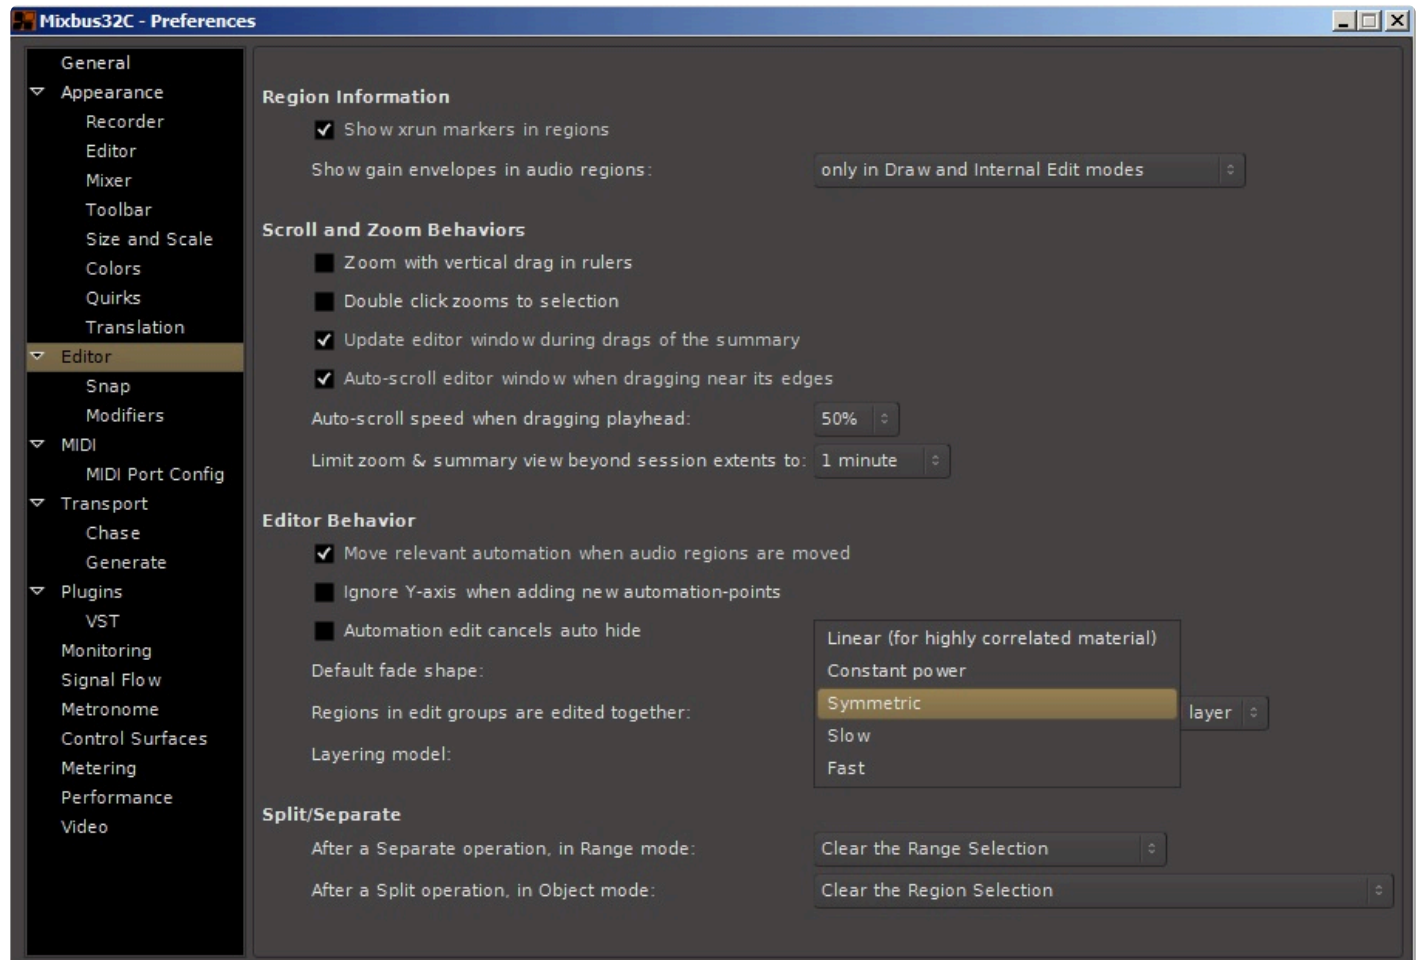 Mixbus32C - Preferences
General
Appearance
Recorder
Editor
Mixer
Toolbar
Size and Scale
Colors
Quirks
Translation
Editor
Snap
Modifiers
MIDI
MIDI Port Config
Transport
Chase
Generate
Plugins
VST
Monitoring
Signal Flow
Metronome
Control Surfaces
Metering
Performance
Video
Region Information
Show xrun markers in regions
Show gain envelopes in audio regions: only in Draw and Internal Edit modes
Scroll and Zoom Behaviors
Zoom with vertical drag in rulers
Double click zooms to selection
Update editor window during drags of the summary
Auto-scroll editor window when dragging near its edges
Auto-scroll speed when dragging playhead: 50%
Limit zoom & summary view beyond session extents to: 1 minute
Editor Behavior
Move relevant automation when audio regions are moved
Ignore Y-axis when adding new automation-points
Automation edit cancels auto hide
Default fade shape:
Regions in edit groups are edited together: layer
Layering model:
Linear (for highly correlated material)
Constant power
Symmetric
Slow
Fast
Split/Separate
After a Separate operation, in Range mode: Clear the Range Selection
After a Split operation, in Object mode: Clear the Region Selection